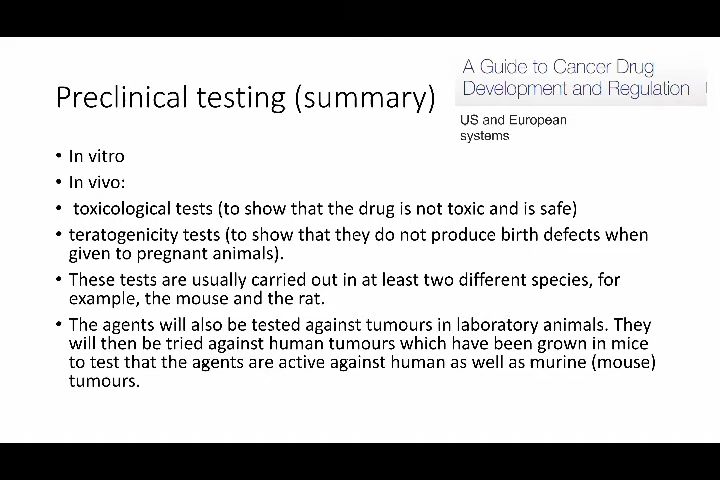 A Guide to Cancer Drug
Development and Regulation
Preclinical testing (summary)
US and European
systems
• In vitro
• In vivo:
• toxicological tests (to show that the drug is not toxic and is safe)
• teratogenicity tests (to show that they do not produce birth defects when
given to pregnant animals).
• These tests are usually carried out in at least two different species, for
example, the mouse and the rat.
• The agents will also be tested against tumours in laboratory animals. They
will then be tried against human tumours which have been grown in mice
to test that the agents are active against human as well as murine (mouse)
tumours.